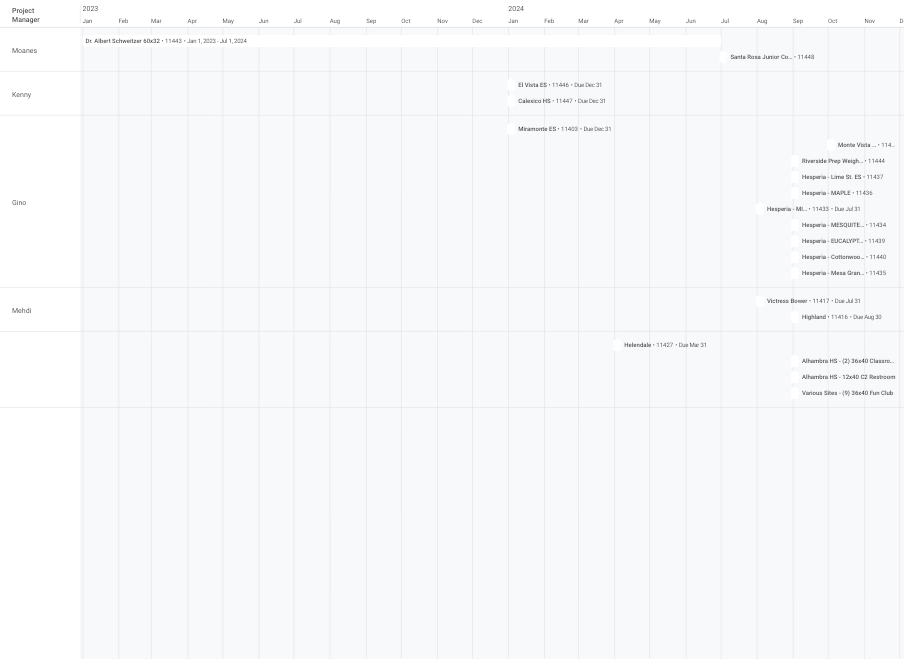 Project
Manager
2023
2024
Jan Feb Mar Apr May Jun Jul Aug Sep Oct Nov Dec Jan Feb Mar Apr May Jun Jul Aug Sep Oct Nov D
Moanes
Dr. Albert Schweitzer 60x32 • 11443 • Jan 1, 2023 - Jul 1, 2024
Santa Rosa Junior Co... • 11448
Kenny
El Vista ES • 11446 • Due Dec 31
Calexico HS • 11447 • Due Dec 31
Gino
Miramonte ES • 11403 • Due Dec 31
Monte Vista ... • 114..
Riverside Prep Weigh... • 11444
Hesperia - Lime St. ES • 11437
Hesperia - MAPLE • 11436
Hesperia - MI... • 11433 • Due Jul 31
Hesperia - MESQUITE... • 11434
Hesperia - EUCALYPT... • 11439
Hesperia - Cottonwoo... • 11440
Hesperia - Mesa Gran... • 11435
Mehdi
Victress Bower • 11417 • Due Jul 31
Highland • 11416 • Due Aug 30
Helendale • 11427 • Due Mar 31
Alhambra HS - (2) 36x40 Classro...
Alhambra HS - 12x40 C2 Restroom
Various Sites - (9) 36x40 Fun Club